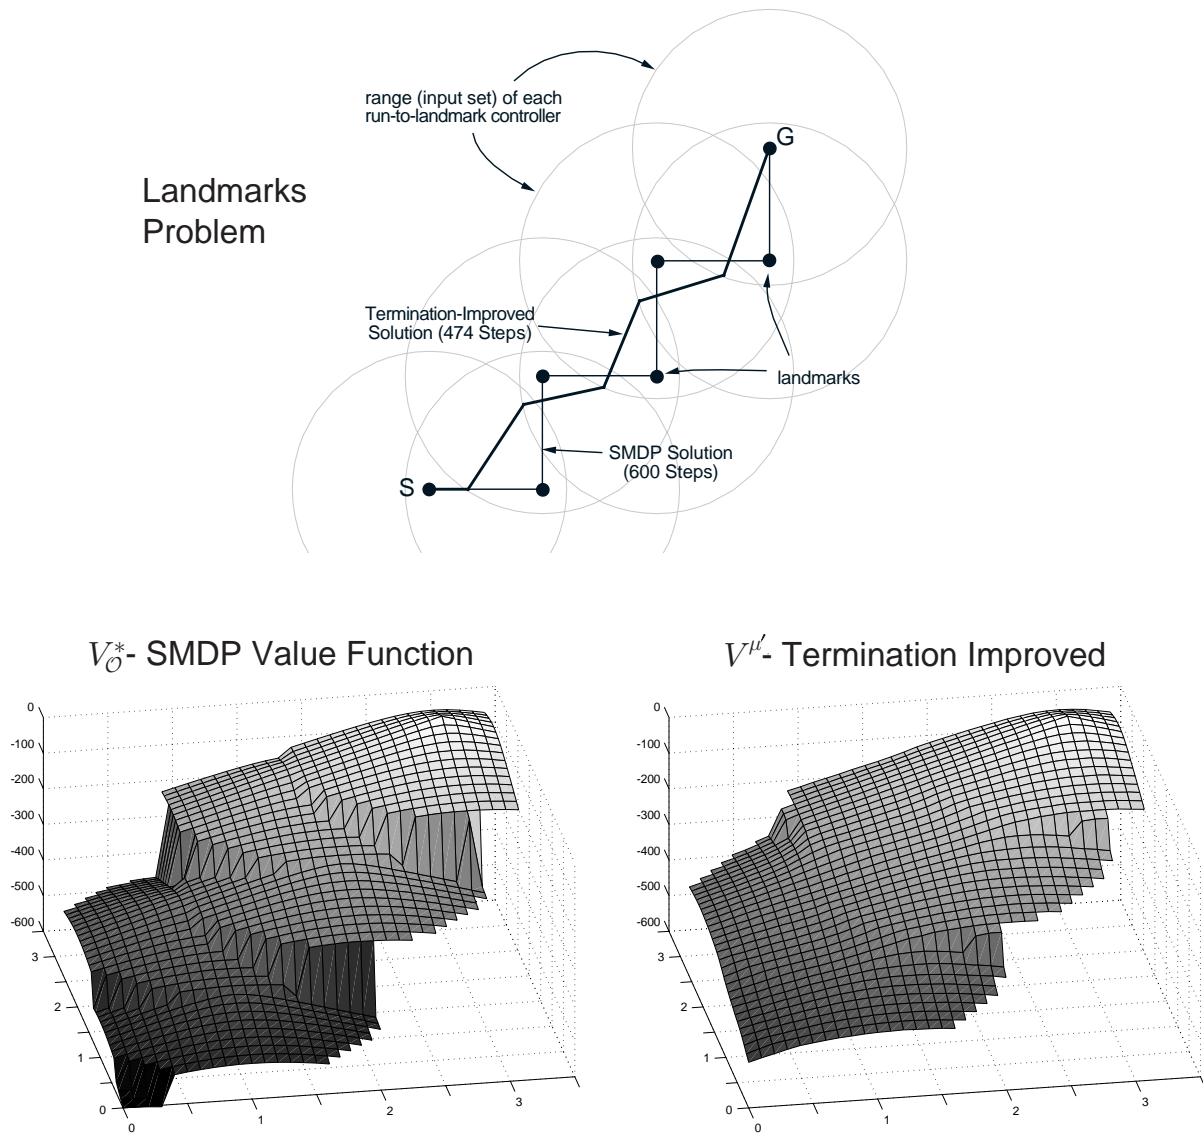 range (input set) of each
run-to-landmark controller
G
Landmarks
Problem
Termination-Improved
Solution (474 Steps)
landmarks
SMDP Solution
(600 Steps)
S
V*𝒪- SMDP Value Function
0
-100
-200
-300
-400
-500
-600
3
2
1
0
0
1
2
3
Vμ′- Termination Improved
0
-100
-200
-300
-400
-500
-600
3
2
1
0
0
1
2
3